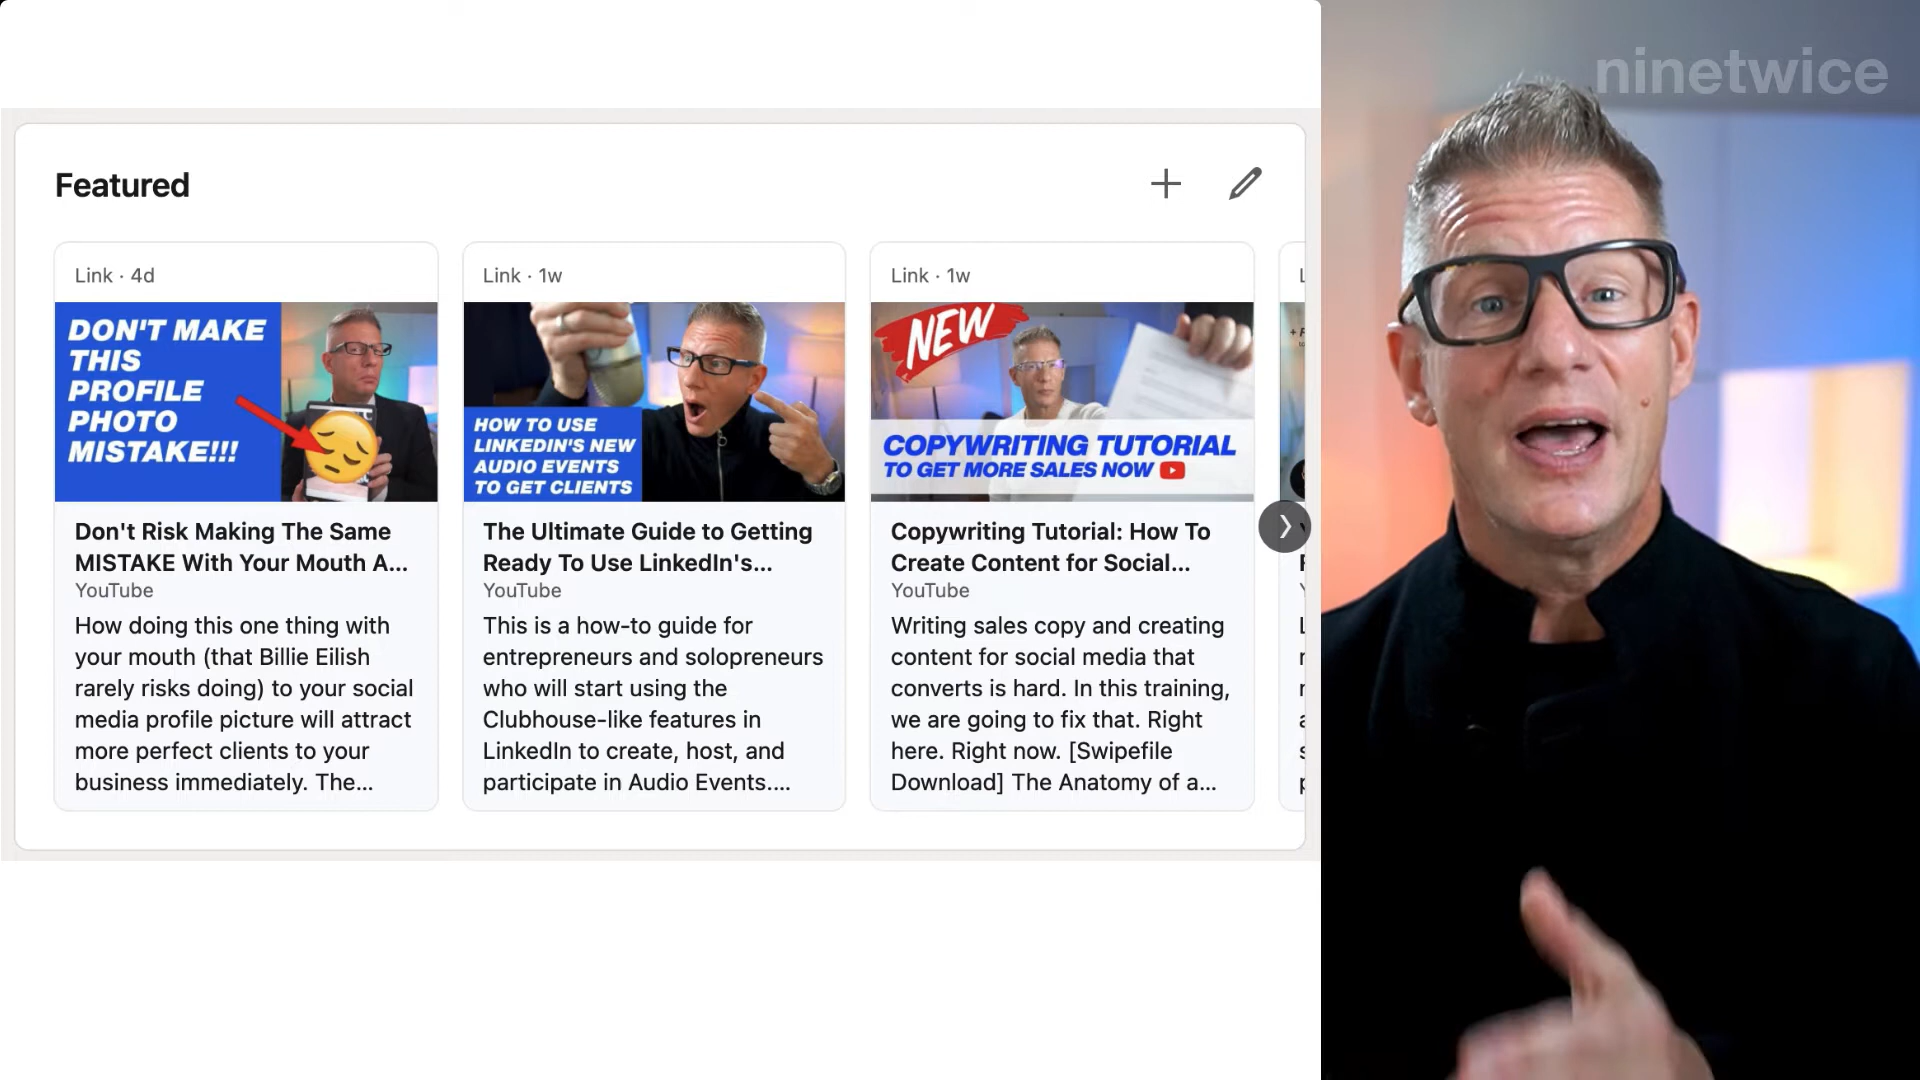 ninetwice
Featured
Link · 4d
DON'T MAKE
THIS
PROFILE
PHOTO
MISTAKE!!!
Don't Risk Making The Same
MISTAKE With Your Mouth A...
YouTube
How doing this one thing with
your mouth (that Billie Eilish
rarely risks doing) to your social
media profile picture will attract
more perfect clients to your
business immediately. The...
Link · 1w
HOW TO USE
LINKEDIN'S NEW
AUDIO EVENTS
TO GET CLIENTS
The Ultimate Guide to Getting
Ready To Use LinkedIn's...
YouTube
This is a how-to guide for
entrepreneurs and solopreneurs
who will start using the
Clubhouse-like features in
LinkedIn to create, host, and
participate in Audio Events....
Link · 1w
NEW
COPYWRITING TUTORIAL
TO GET MORE SALES NOW
Copywriting Tutorial: How To
Create Content for Social...
YouTube
Writing sales copy and creating
content for social media that
converts is hard. In this training,
we are going to fix that. Right
here. Right now. [Swipefile
Download] The Anatomy of a...